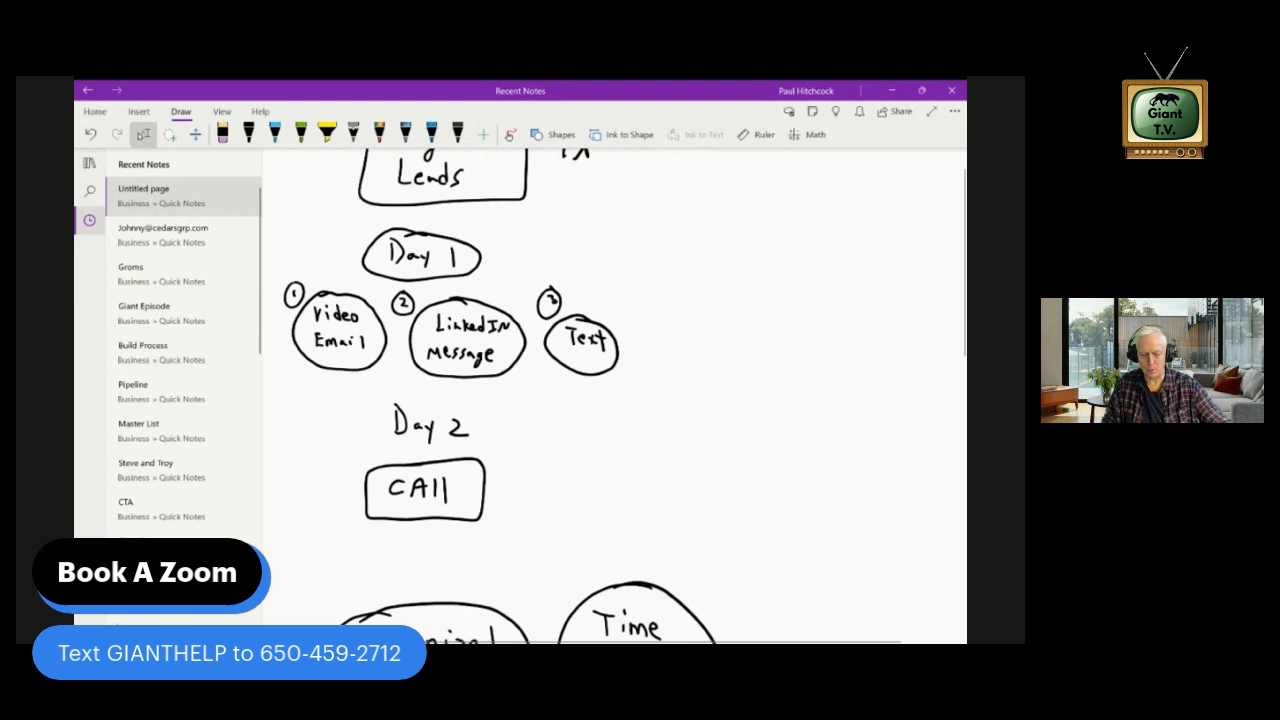 Recent Notes
Paul Hitchcock
Home Insert Draw View Help
Share
Shapes
Ink to Shape
Ink to Text
Ruler
Math
Recent Notes
Untitled page
Business » Quick Notes
Johnny@cedarsgrp.com
Business » Quick Notes
Groms
Business » Quick Notes
Giant Episode
Business » Quick Notes
Build Process
Business » Quick Notes
Pipeline
Business » Quick Notes
Master List
Business » Quick Notes
Steve and Troy
Business » Quick Notes
CTA
Business » Quick Notes
Leads
Day 1
1
Video
Email
2
LinkedIN
Message
3
Text
Day 2
CAll
Time
Book A Zoom
Text GIANTHELP to 650-459-2712
Giant
T.V.